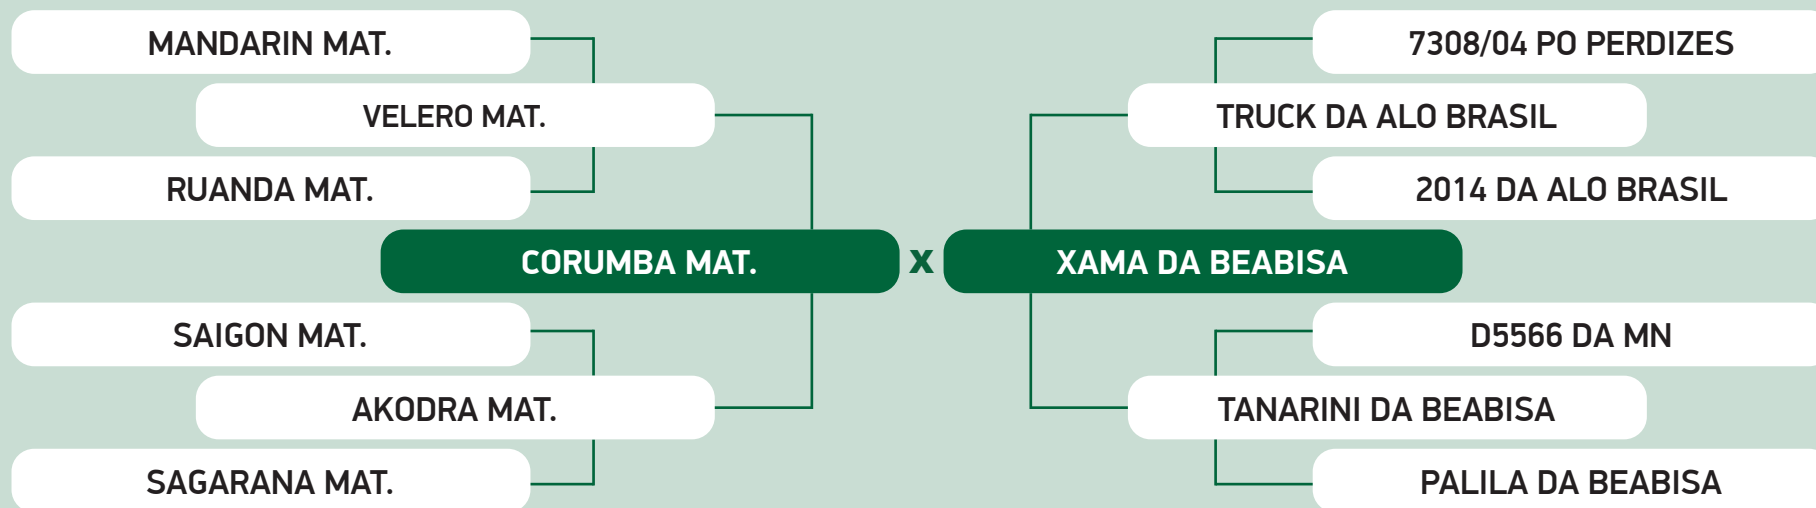 MANDARIN MAT.
7308/04 PO PERDIZES
VELERO MAT.
TRUCK DA ALO BRASIL
RUANDA MAT.
2014 DA ALO BRASIL
CORUMBA MAT.
X
XAMA DA BEABISA
SAIGON MAT.
D5566 DA MN
AKODRA MAT.
TANARINI DA BEABISA
SAGARANA MAT.
PALILA DA BEABISA